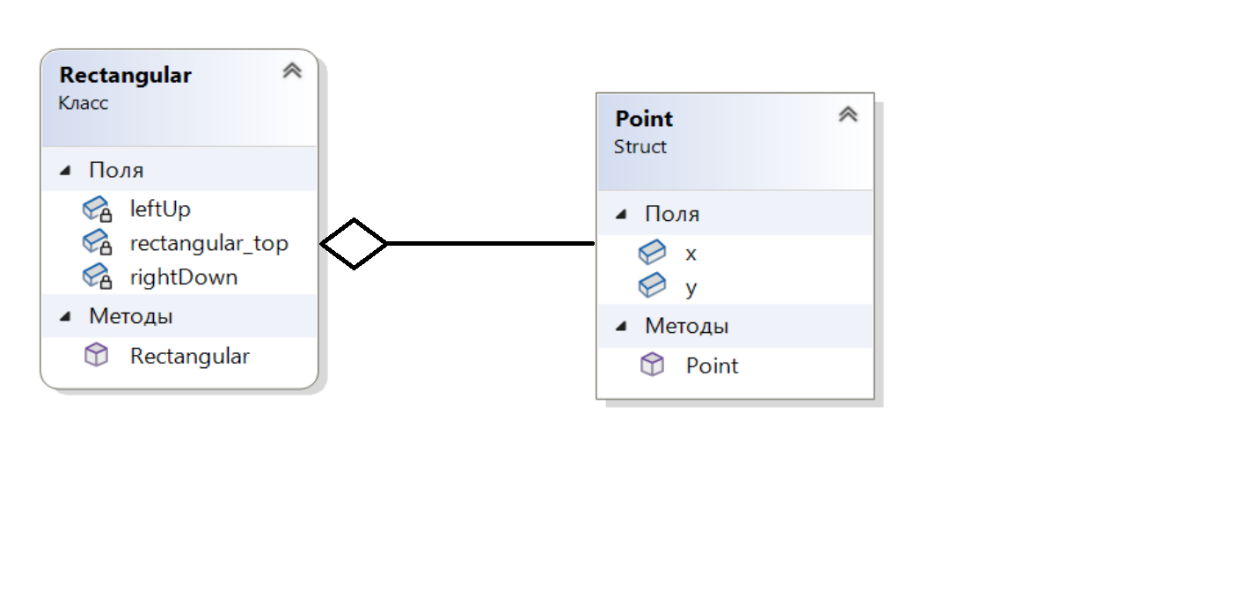 Rectangular
Класс
Поля
leftUp
rectangular_top
rightDown
Методы
Rectangular
Point
Struct
Поля
x
y
Методы
Point